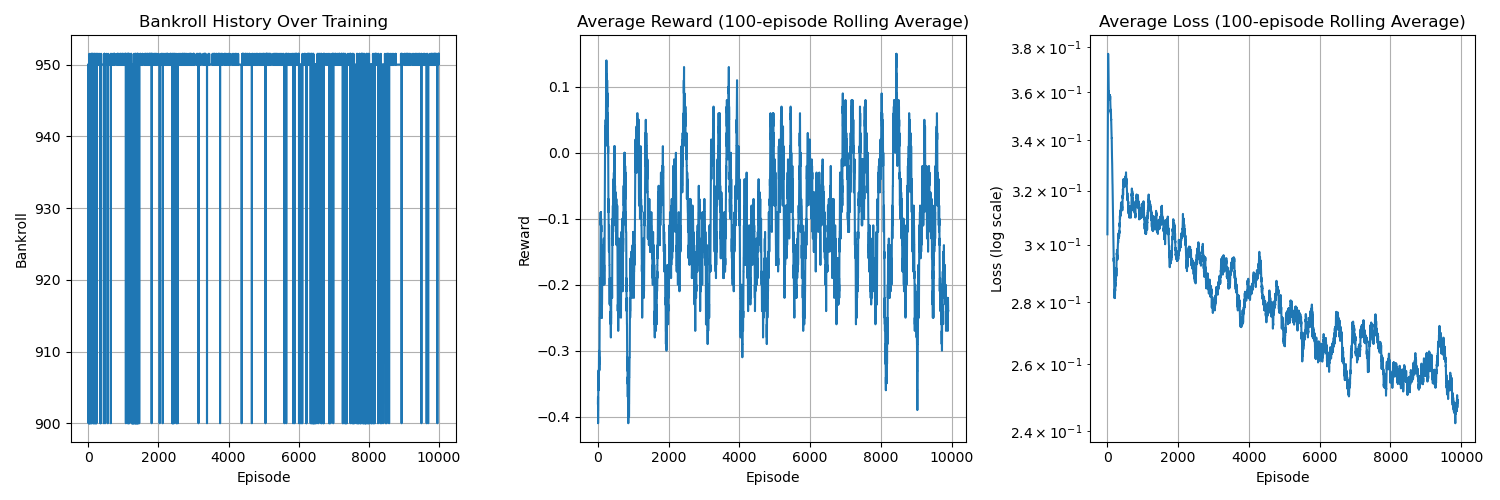 Bankroll History Over Training
Bankroll
950
940
930
920
910
900
0 2000 4000 6000 8000 10000
Episode
Average Reward (100-episode Rolling Average)
Reward
0.1
0.0
−0.1
−0.2
−0.3
−0.4
0 2000 4000 6000 8000 10000
Episode
Average Loss (100-episode Rolling Average)
Loss (log scale)
3.8 × 10⁻¹
3.6 × 10⁻¹
3.4 × 10⁻¹
3.2 × 10⁻¹
3 × 10⁻¹
2.8 × 10⁻¹
2.6 × 10⁻¹
2.4 × 10⁻¹
0 2000 4000 6000 8000 10000
Episode